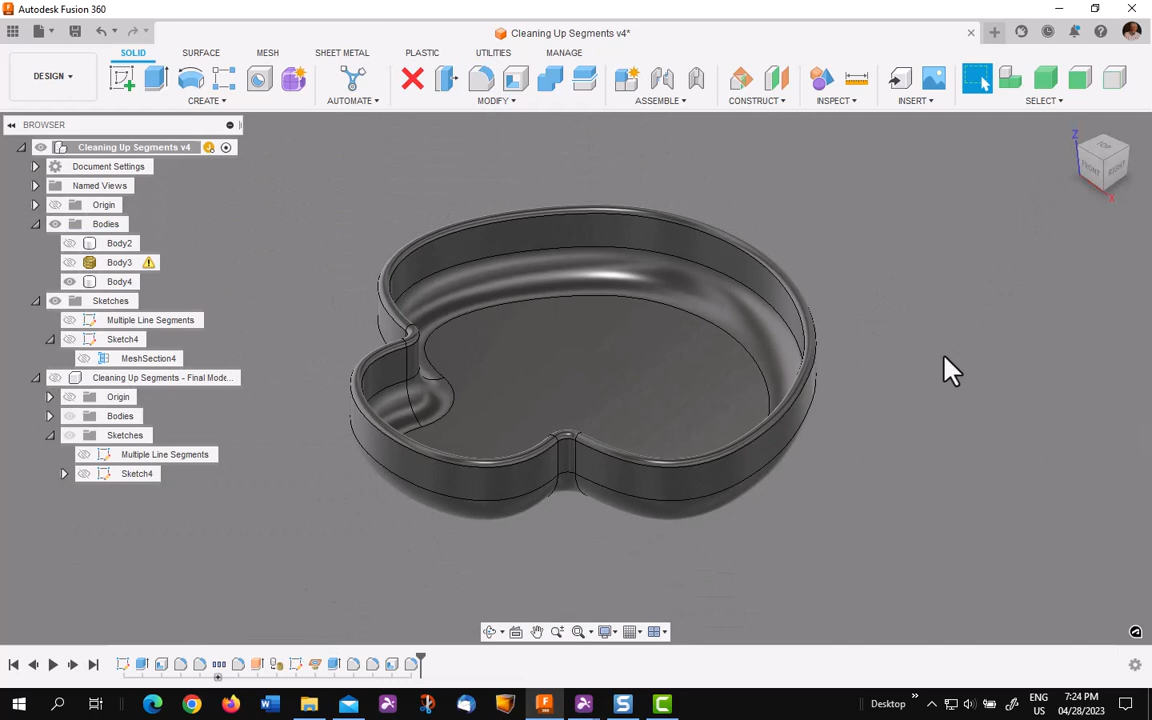 Autodesk Fusion 360
Cleaning Up Segments v4*
DESIGN
SOLID
SURFACE
MESH
SHEET METAL
PLASTIC
UTILITIES
MANAGE
CREATE
AUTOMATE
MODIFY
ASSEMBLE
CONSTRUCT
INSPECT
INSERT
SELECT
BROWSER
Cleaning Up Segments v4
Document Settings
Named Views
Origin
Bodies
Body2
Body3
Body4
Sketches
Multiple Line Segments
Sketch4
MeshSection4
Cleaning Up Segments - Final Mode...
Origin
Bodies
Sketches
Multiple Line Segments
Sketch4
Z
TOP
FRONT
RIGHT
X
Desktop
ENG
US
7:24 PM
04/28/2023